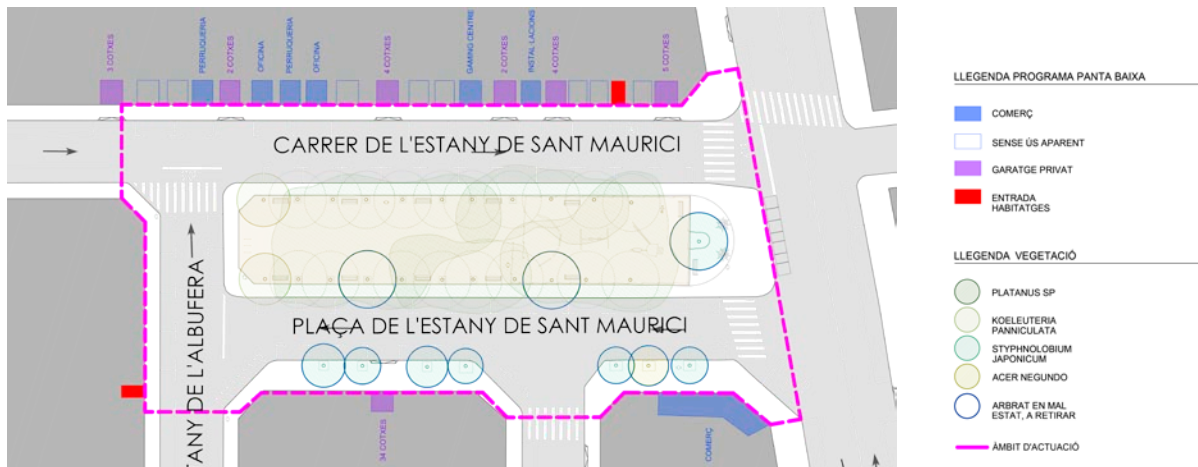 3 COTXES
PERRUQUERIA
2 COTXES
OFICINA
PERRUQUERIA
OFICINA
4 COTXES
GAMING CENTRE
2 COTXES
INSTAL·LACIONS
4 COTXES
5 COTXES
CARRER DE L'ESTANY DE SANT MAURICI
PLAÇA DE L'ESTANY DE SANT MAURICI
TANY DE L'ALBUFERA
34 COTXES
COMERÇ
LLEGENDA PROGRAMA PANTA BAIXA
COMERÇ
SENSE ÚS APARENT
GARATGE PRIVAT
ENTRADA
HABITATGES
LLEGENDA VEGETACIÓ
PLATANUS SP
KOELEUTERIA
PANNICULATA
STYPHNOLOBIUM
JAPONICUM
ACER NEGUNDO
ARBRAT EN MAL
ESTAT, A RETIRAR
ÀMBIT D'ACTUACIÓ